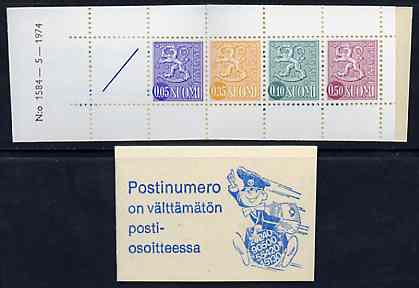 N:o 1584 — 5 — 1974
0,05 SUOMI
0,35 SUOMI
0,10 SUOMI
0,50 SUOMI
Postinumero
on välttämätön
posti-
osoitteessa